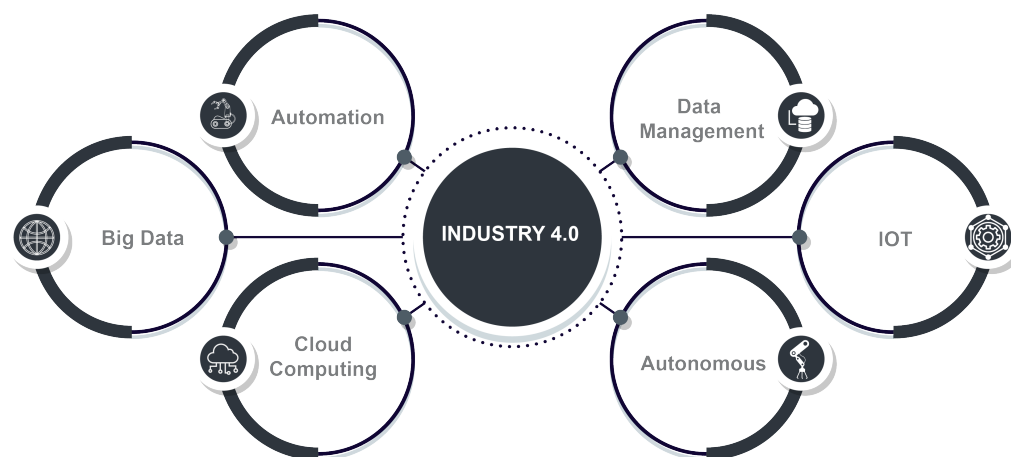 Automation
Data
Management
Big Data
INDUSTRY 4.0
IOT
Cloud
Computing
Autonomous